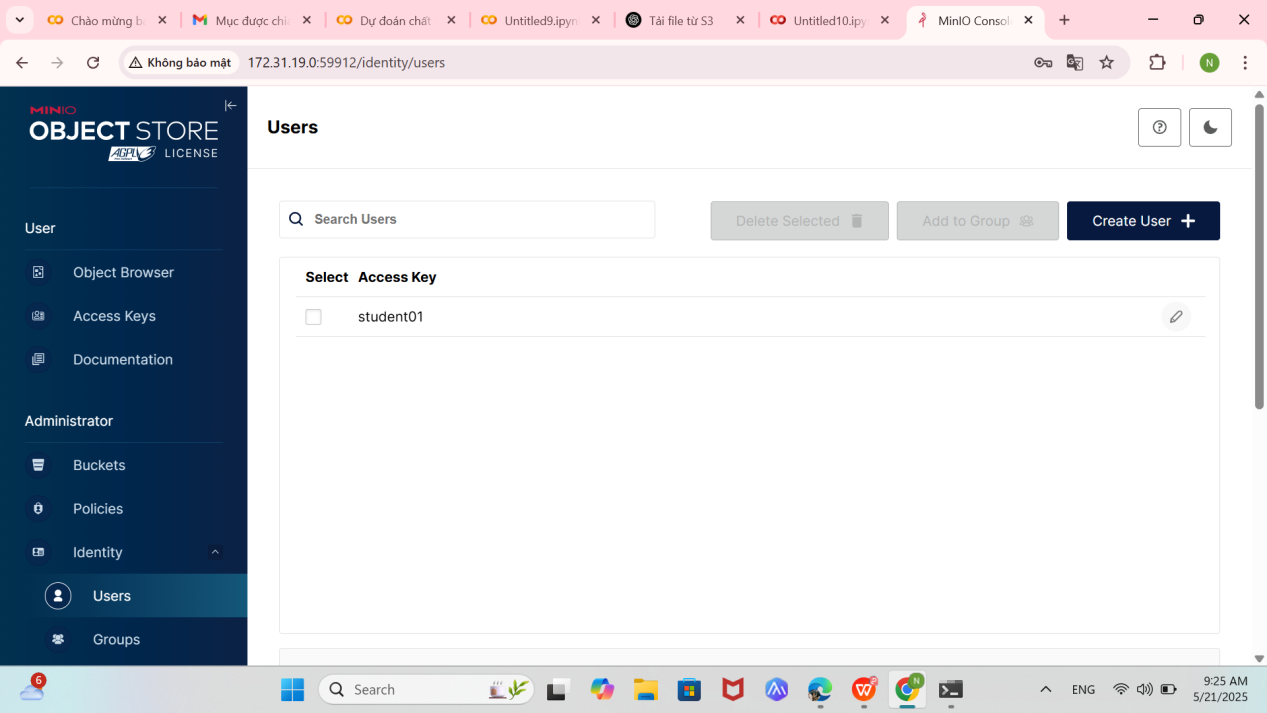 Chào mừng b
Mục được chia
Dự đoán chất
Untitled9.ipyn
Tải file từ S3
Untitled10.ipy
MinIO Consol
Không bảo mật
172.31.19.0:59912/identity/users
N
MINIO
OBJECT STORE
AGPLv3 LICENSE
Users
User
Search Users
Delete Selected
Add to Group
Create User
Object Browser
Select Access Key
Access Keys
student01
Documentation
Administrator
Buckets
Policies
Identity
Users
Groups
6
Search
N
ENG
9:25 AM
5/21/2025